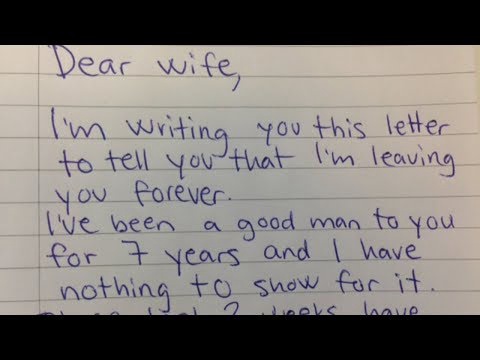 Dear wife,
I'm writing you this letter
to tell you that I'm leaving
you forever.
I've been a good man to you
for 7 years and I have
nothing to show for it.
2 weeks have